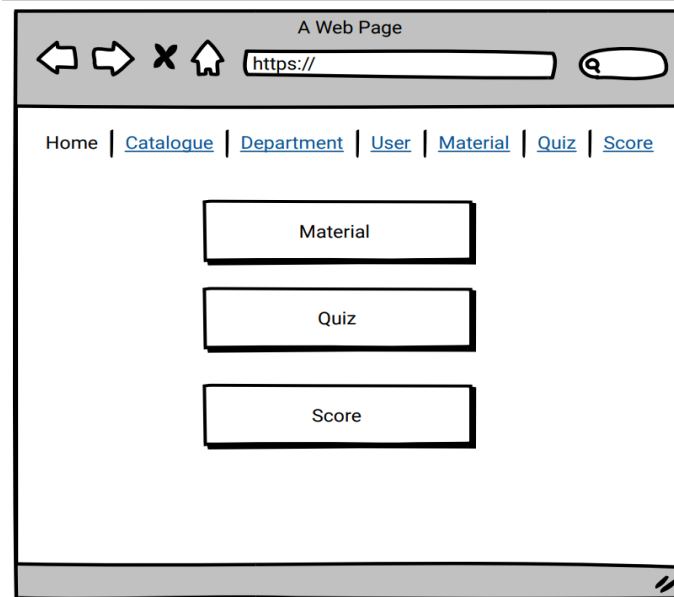 A Web Page
https://
Home | Catalogue | Department | User | Material | Quiz | Score
Material
Quiz
Score